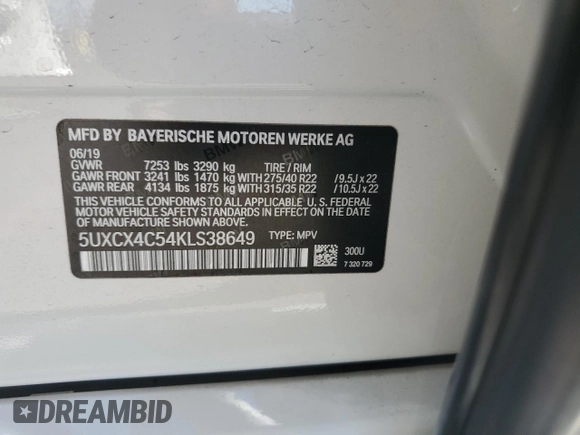 MFD BY BAYERISCHE MOTOREN WERKE AG
06/19
GVWR 7253 lbs 3290 kg TIRE / RIM
GAWR FRONT 3241 lbs 1470 kg WITH 275/40 R22 / 9.5J x 22
GAWR REAR 4134 lbs 1875 kg WITH 315/35 R22 / 10.5J x 22
THIS VEHICLE CONFORMS TO ALL APPLICABLE U. S. FEDERAL
MOTOR VEHICLE SAFETY STANDARDS IN EFFECT ON THE DATE
OF MANUFACTURE SHOWN ABOVE.
5UXCX4C54KLS38649 TYPE: MPV
300U
7 320 729
DREAMBID